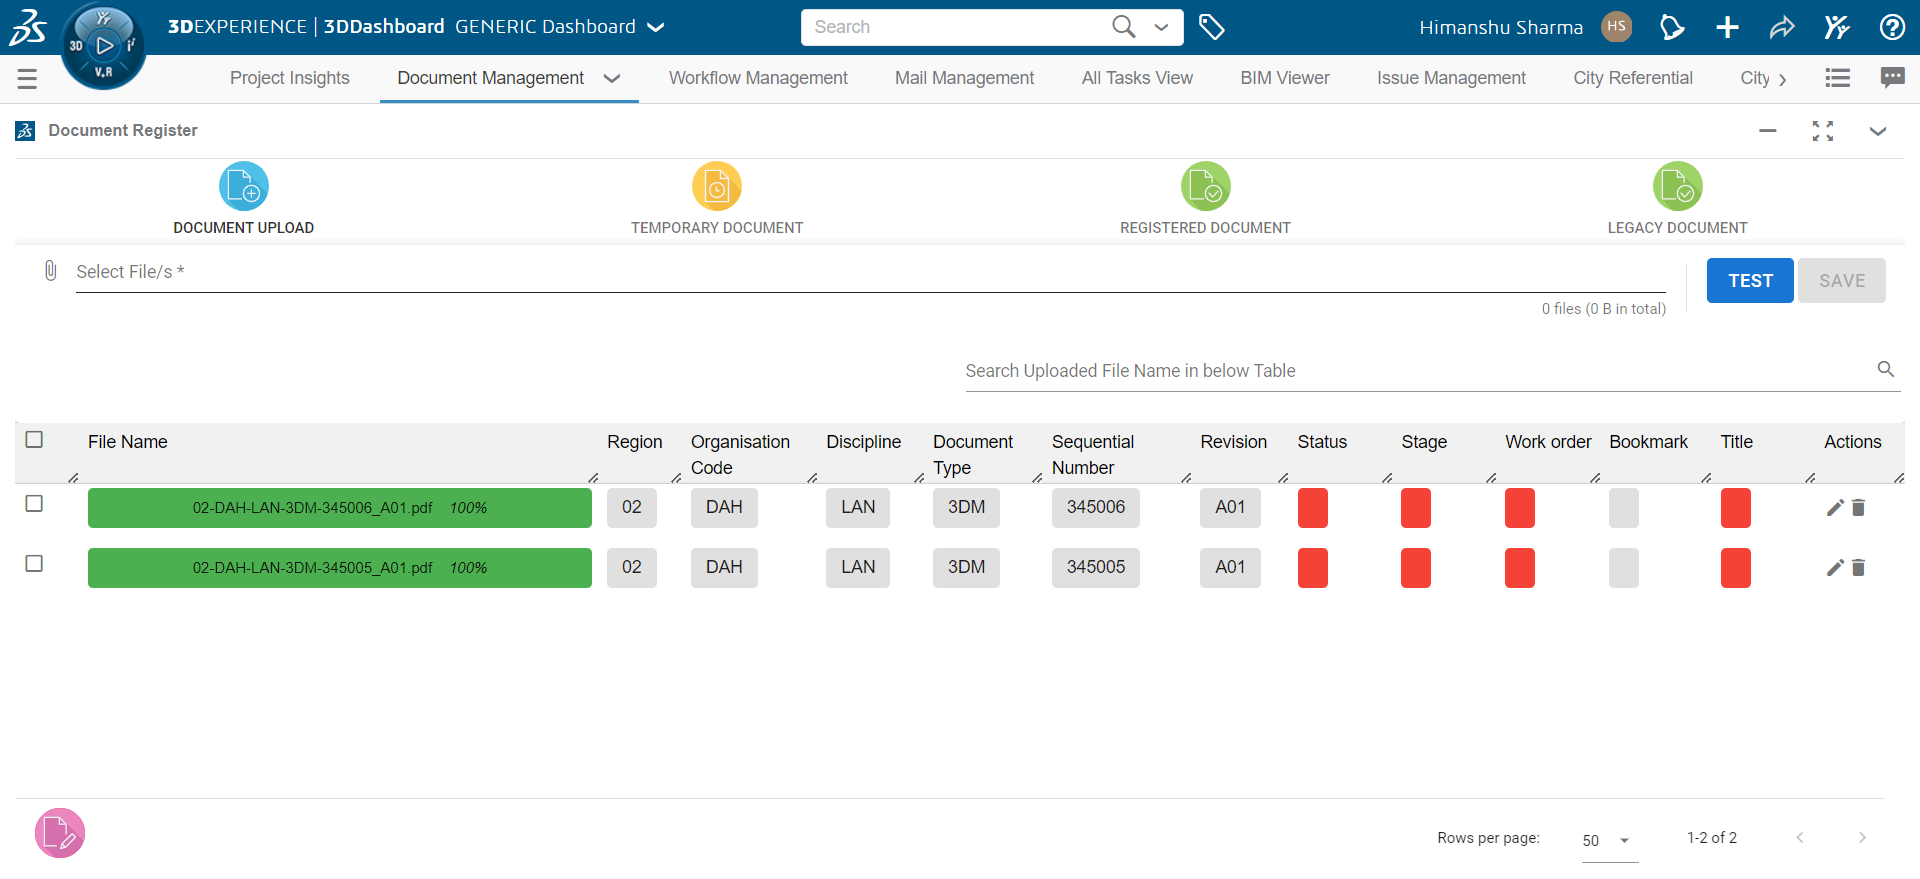 3DEXPERIENCE | 3DDashboard GENERIC Dashboard
Search
Himanshu Sharma
HS
3D
V.R
Project Insights
Document Management
Workflow Management
Mail Management
All Tasks View
BIM Viewer
Issue Management
City Referential
City
Document Register
DOCUMENT UPLOAD
TEMPORARY DOCUMENT
REGISTERED DOCUMENT
LEGACY DOCUMENT
Select File/s *
TEST
SAVE
0 files (0 B in total)
Search Uploaded File Name in below Table
File Name Region Organisation Code Discipline Document Type Sequential Number Revision Status Stage Work order Bookmark Title Actions
02-DAH-LAN-3DM-345006_A01.pdf 100% 02 DAH LAN 3DM 345006 A01
02-DAH-LAN-3DM-345005_A01.pdf 100% 02 DAH LAN 3DM 345005 A01
Rows per page: 50 1-2 of 2